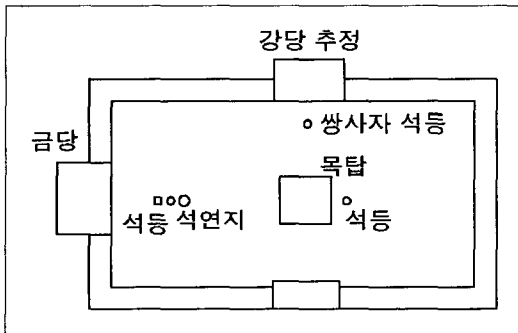 강당 추정
쌍사자 석등
금당
목탑
석등 석연지
석등